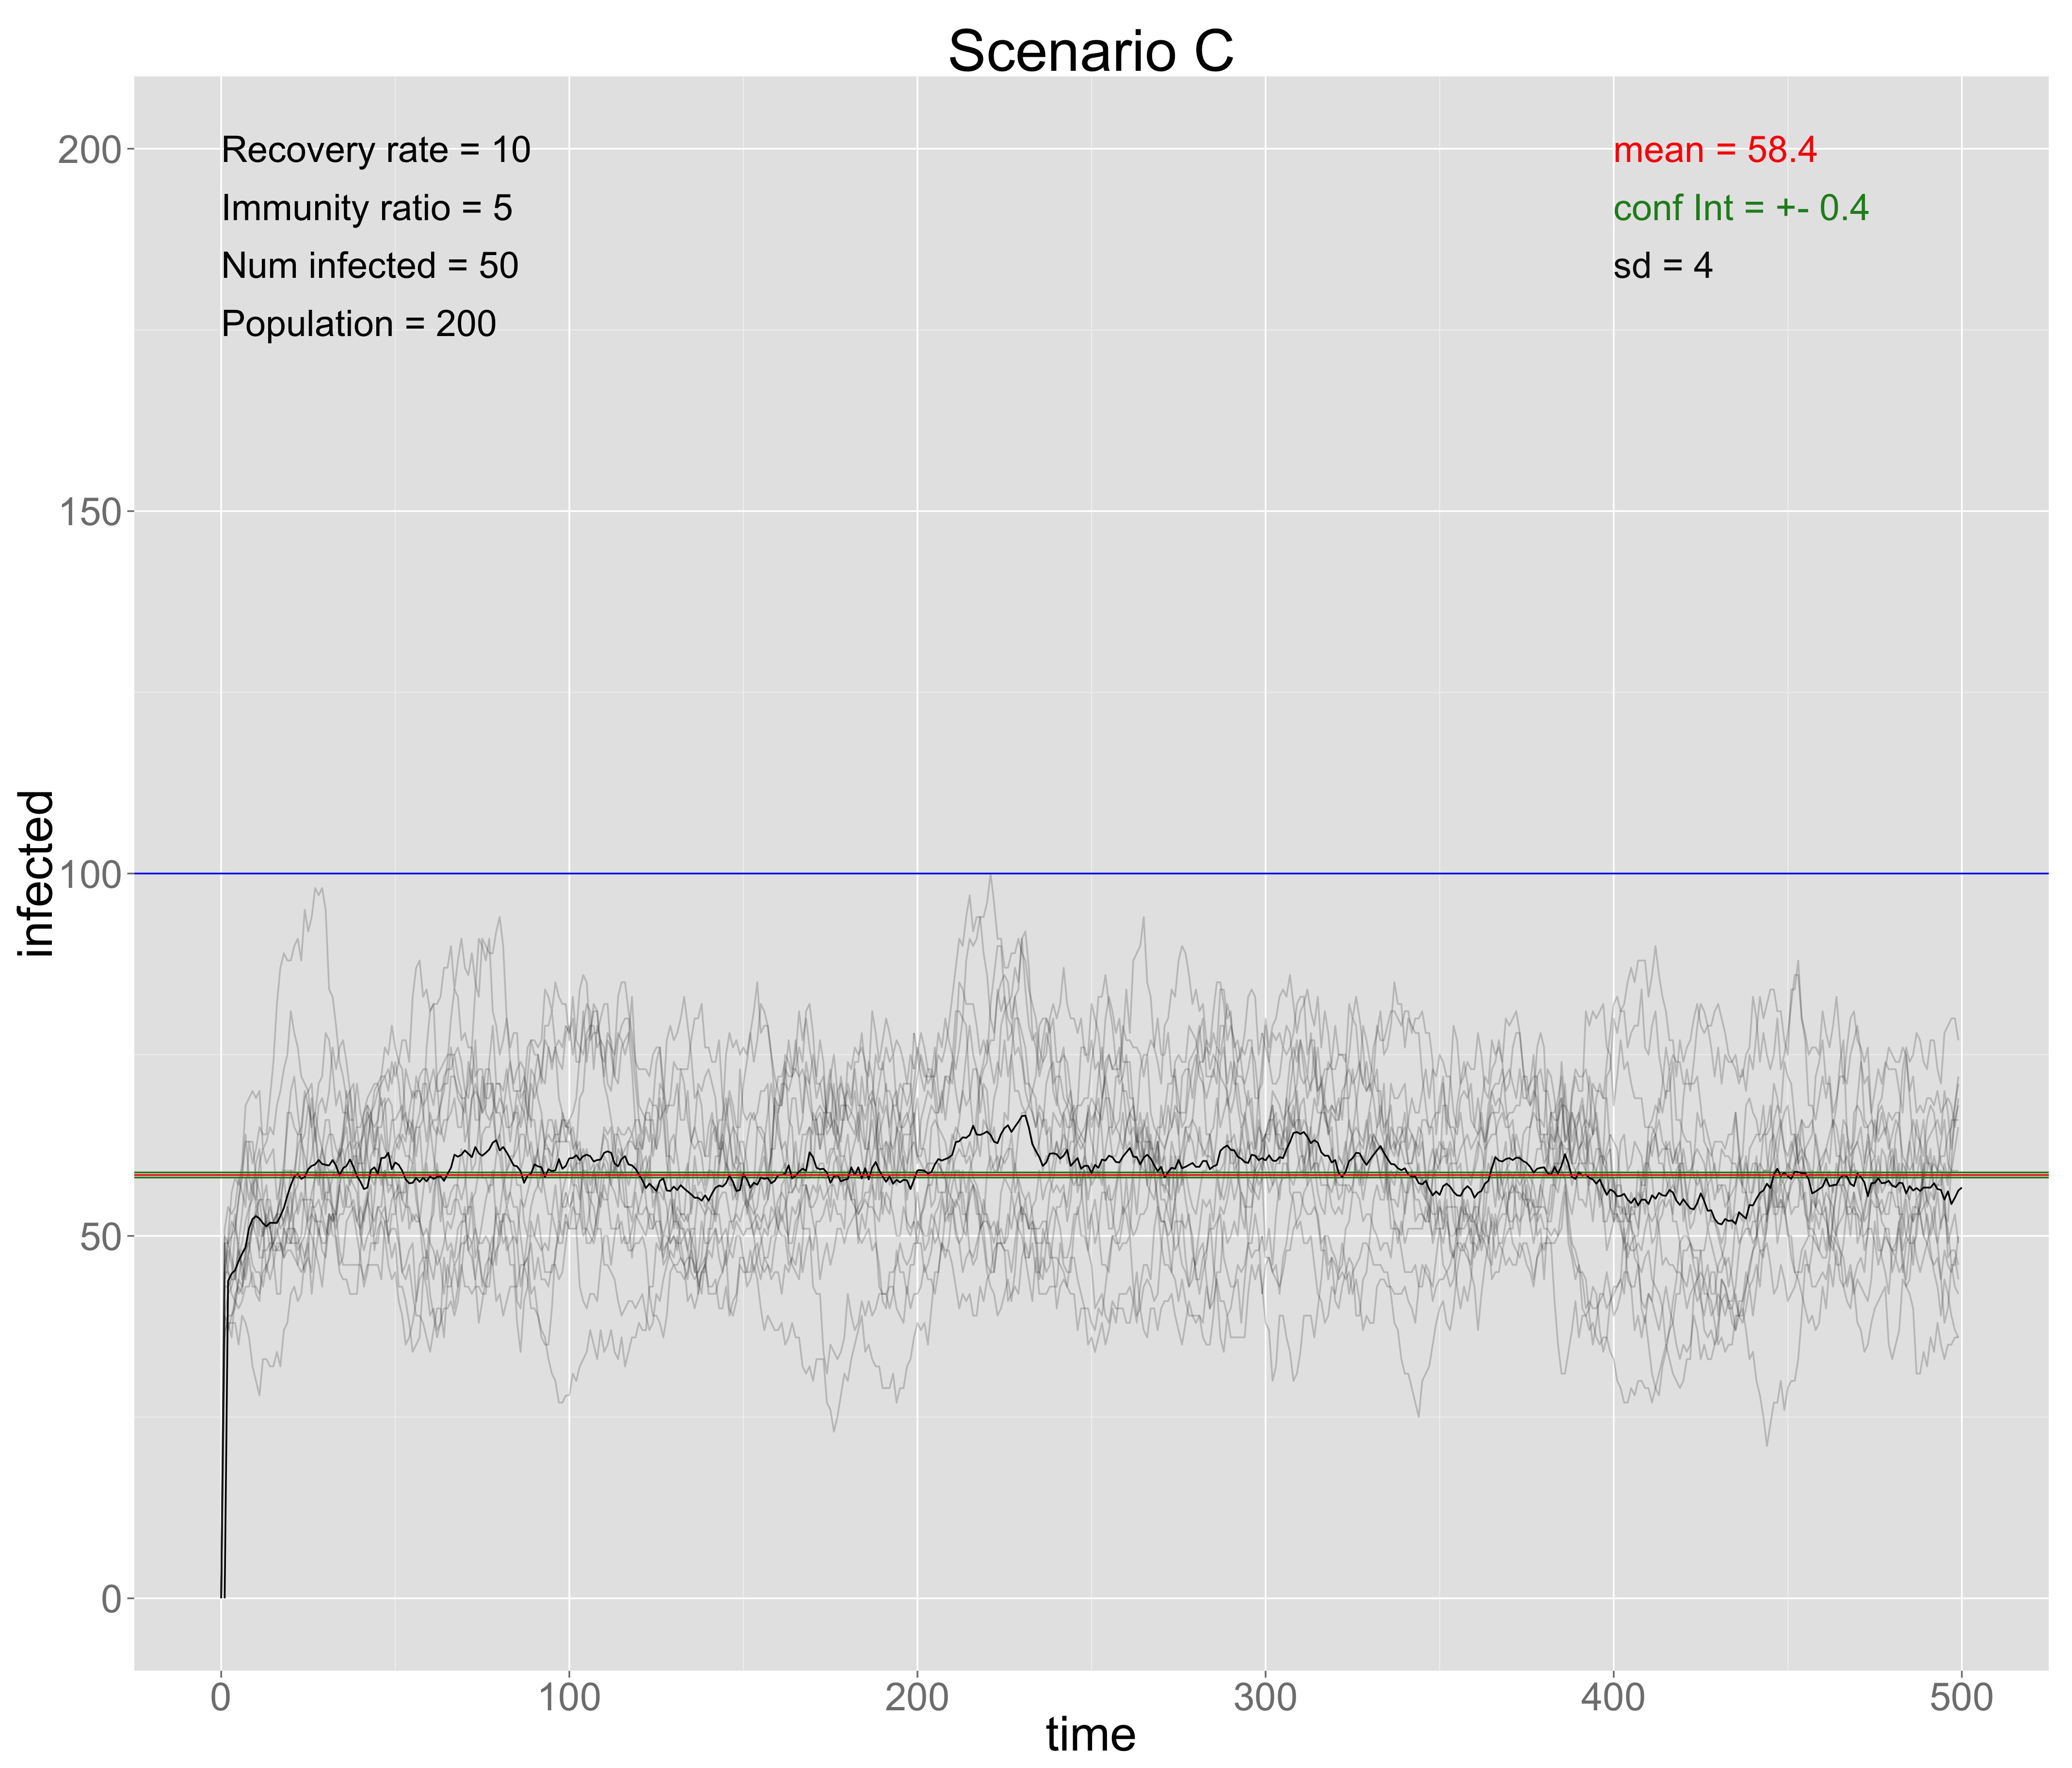 Scenario C
Recovery rate = 10
Immunity ratio = 5
Num infected = 50
Population = 200
mean = 58.4
conf Int = +- 0.4
sd = 4
infected
200
150
100
50
0
0 100 200 300 400 500
time